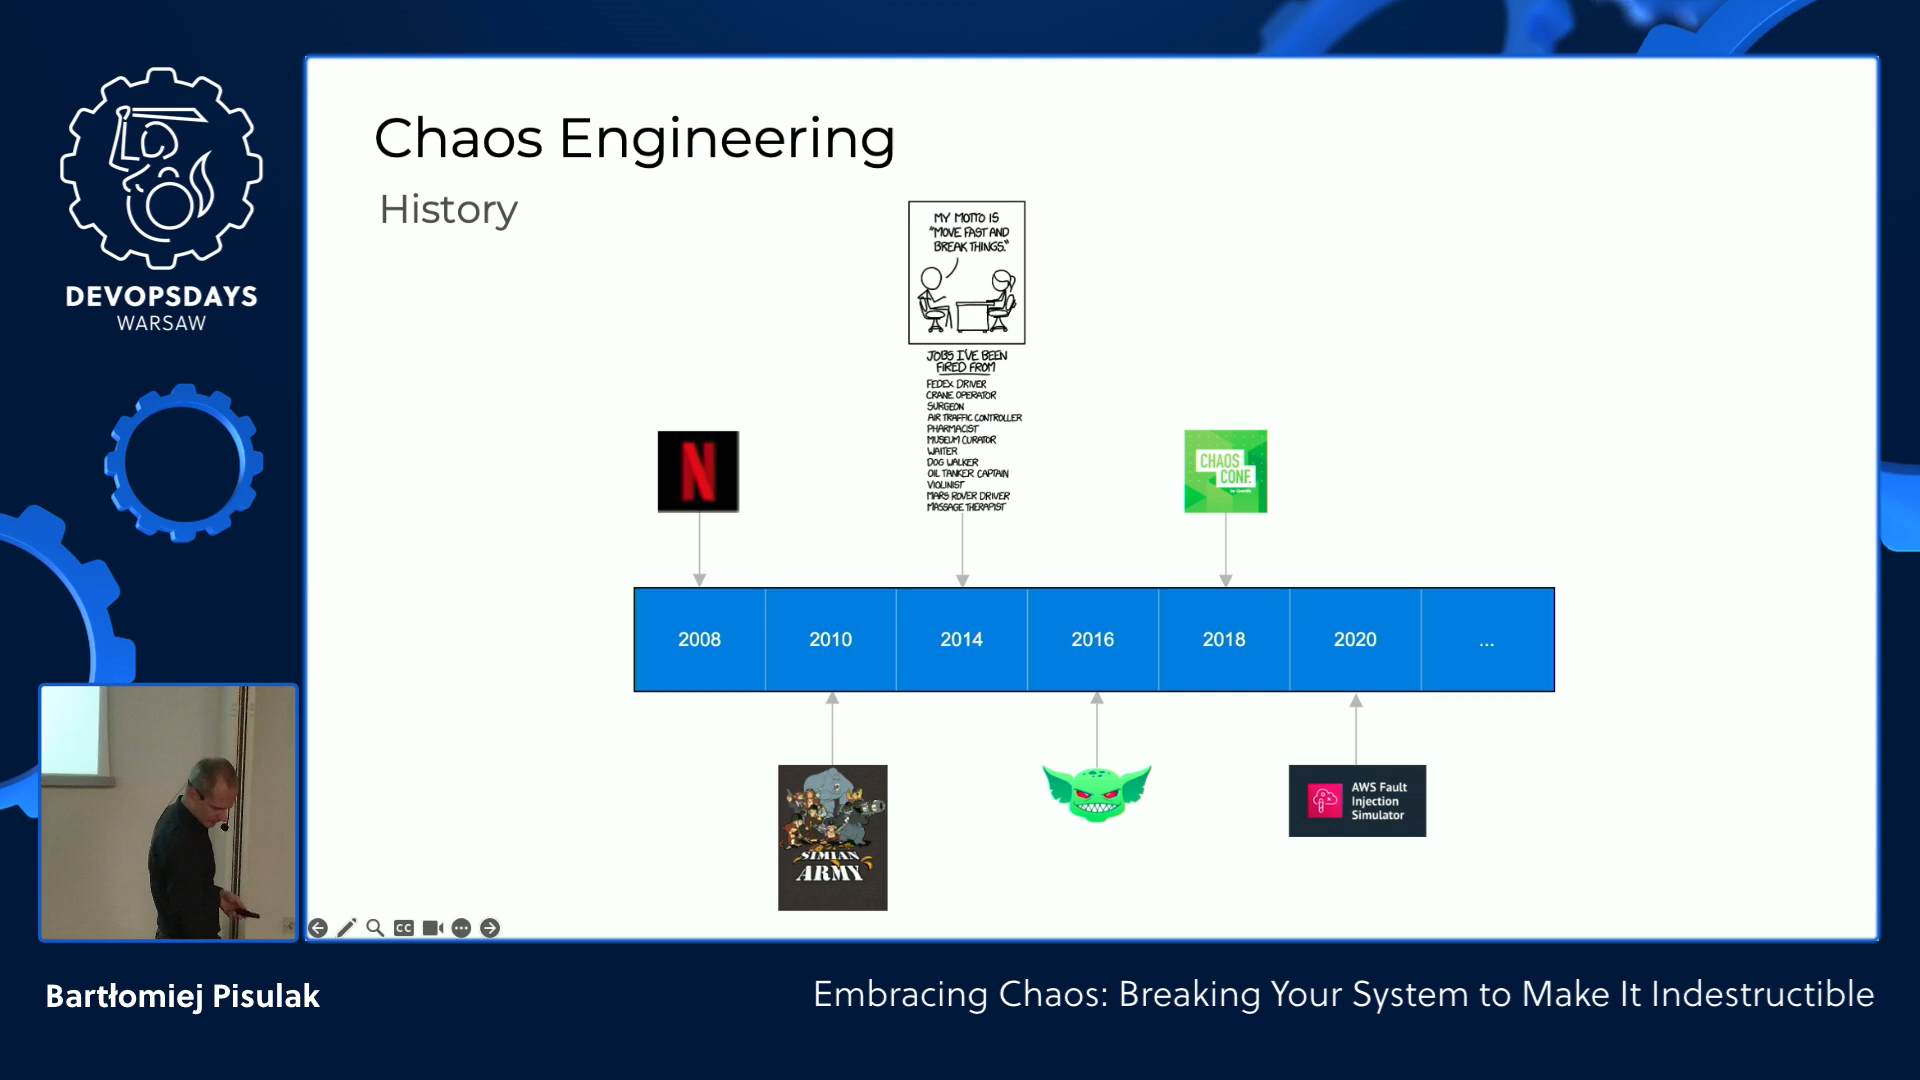 DEVOPSDAYS
WARSAW
Chaos Engineering
History
MY MOTTO IS
"MOVE FAST AND
BREAK THINGS."
JOBS I'VE BEEN
FIRED FROM
FEDEX DRIVER
CRANE OPERATOR
SURGEON
AIR TRAFFIC CONTROLLER
PHARMACIST
MUSEUM CURATOR
WAITER
DOG WALKER
OIL TANKER CAPTAIN
VIOLINIST
MARS ROVER DRIVER
MASSAGE THERAPIST
N
CHAOS
CONF.
by Gremlin
2008
2010
2014
2016
2018
2020
...
SIMIAN
ARMY
AWS Fault
Injection
Simulator
CC
Bartłomiej Pisulak
Embracing Chaos: Breaking Your System to Make It Indestructible